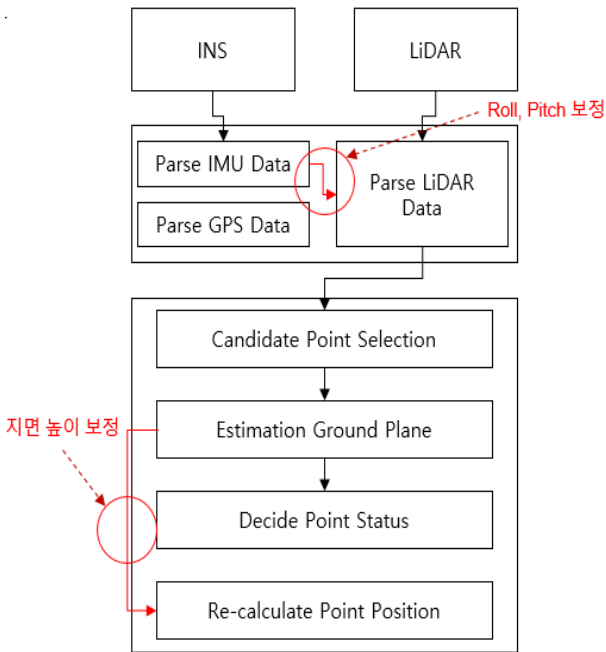 INS
LiDAR
Roll, Pitch 보정
Parse IMU Data
Parse LiDAR
Data
Parse GPS Data
Candidate Point Selection
지면 높이 보정
Estimation Ground Plane
Decide Point Status
Re-calculate Point Position